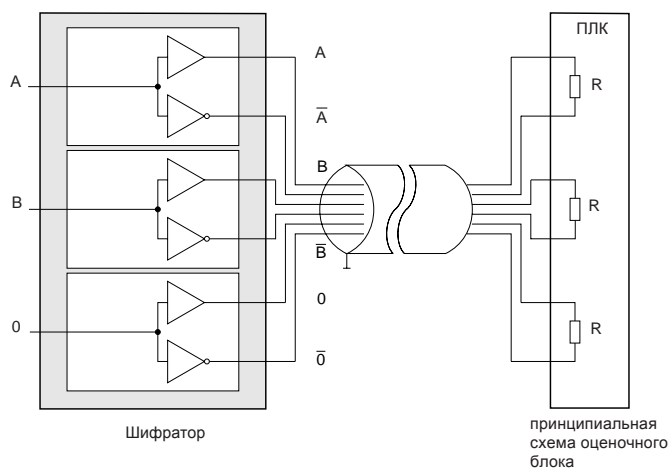 ПЛК
A
A
R
A
B
B
R
B
0
0
R
0
Шифратор
принципиальная
схема оценочного
блока